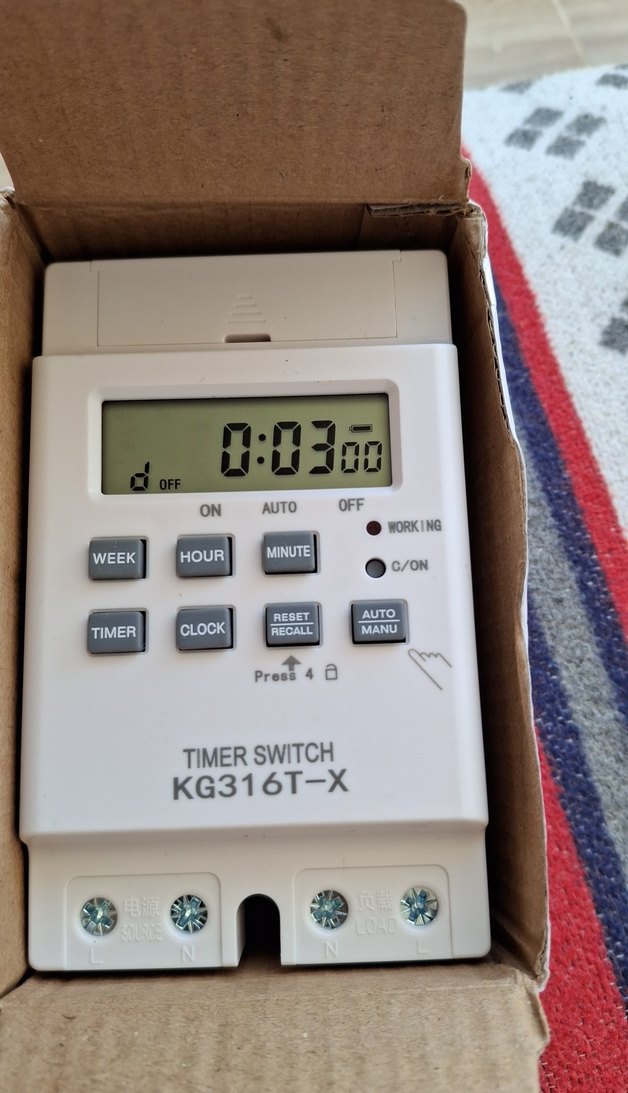 0:03 00
d OFF
ON AUTO OFF
WORKING
WEEK HOUR MINUTE
C/ON
TIMER CLOCK RESET RECALL AUTO MANU
Press 4
TIMER SWITCH
KG316T-X
电源 负载
SOURCE LOAD
L N N L